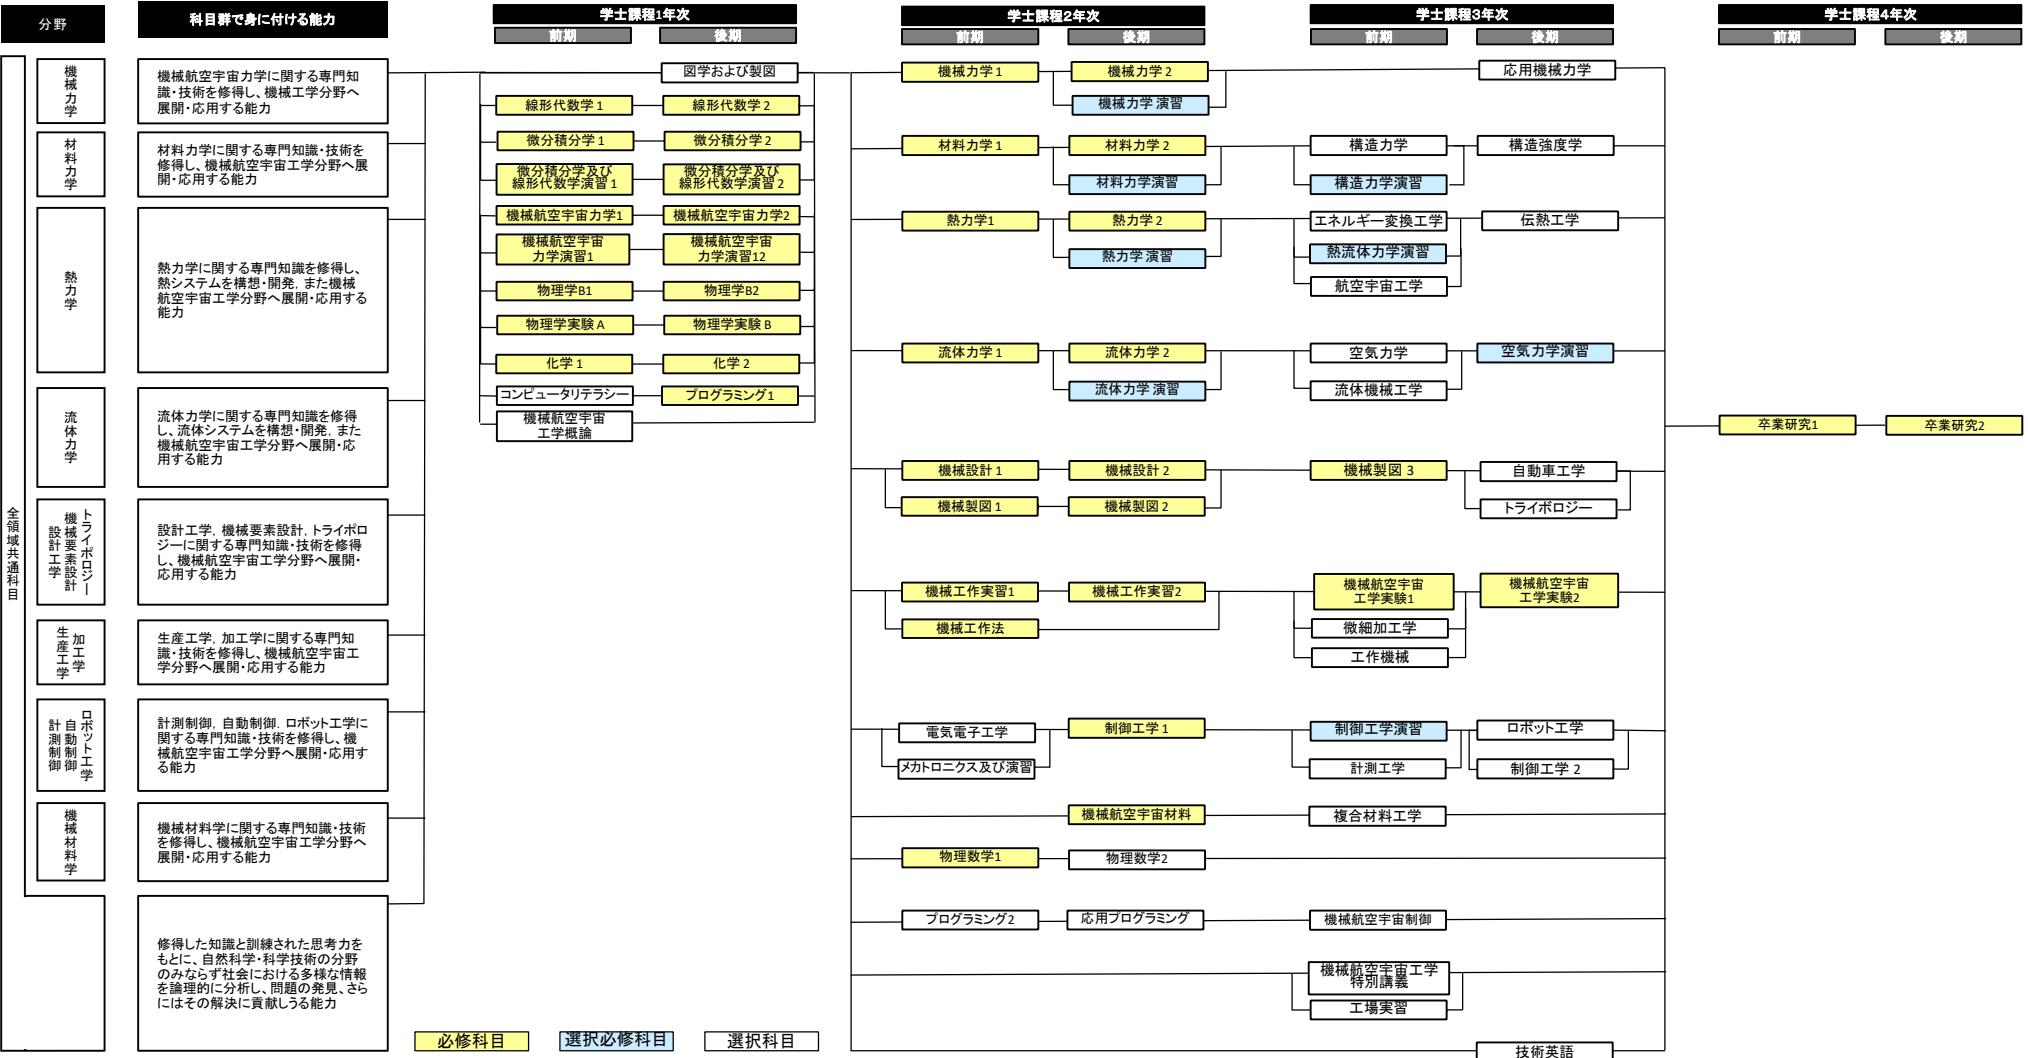 分野
科目群で身に付ける能力
学士課程1年次
前期
後期
学士課程2年次
前期
後期
学士課程3年次
前期
後期
学士課程4年次
前期
後期
全領域共通科目
機械力学
機械航空宇宙力学に関する専門知
識・技術を修得し、機械工学分野へ
展開・応用する能力
材料力学
材料力学に関する専門知識・技術を
修得し、機械航空宇宙工学分野へ展
開・応用する能力
熱力学
熱力学に関する専門知識を修得し、
熱システムを構想・開発，また機械
航空宇宙工学分野へ展開・応用する
能力
流体力学
流体力学に関する専門知識を修得
し、流体システムを構想・開発，また
機械航空宇宙工学分野へ展開・応
用する能力
トライボロジー
機械要素設計
設計工学
設計工学，機械要素設計，トライボロ
ジーに関する専門知識・技術を修得
し、機械航空宇宙工学分野へ展開・
応用する能力
加工学
生産工学
生産工学，加工学に関する専門知
識・技術を修得し、機械航空宇宙工
学分野へ展開・応用する能力
ロボット工学
自動制御
計測制御
計測制御，自動制御．ロボット工学に
関する専門知識・技術を修得し、機
械航空宇宙工学分野へ展開・応用す
る能力
機械材料学
機械材料学に関する専門知識・技術
を修得し、機械航空宇宙工学分野へ
展開・応用する能力
修得した知識と訓練された思考力を
もとに、自然科学・科学技術の分野
のみならず社会における多様な情報
を論理的に分析し、問題の発見、さら
にはその解決に貢献しうる能力
図学および製図
線形代数学 1
線形代数学 2
微分積分学 1
微分積分学 2
微分積分学及び
線形代数学演習 1
微分積分学及び
線形代数学演習 2
機械航空宇宙力学1
機械航空宇宙力学2
機械航空宇宙
力学演習1
機械航空宇宙
力学演習12
物理学B1
物理学B2
物理学実験 A
物理学実験 B
化学 1
化学 2
コンピュータリテラシー
プログラミング1
機械航空宇宙
工学概論
機械力学 1
機械力学 2
応用機械力学
機械力学 演習
材料力学 1
材料力学 2
構造力学
構造強度学
材料力学演習
構造力学演習
熱力学1
熱力学 2
エネルギー変換工学
伝熱工学
熱力学 演習
熱流体力学演習
航空宇宙工学
流体力学 1
流体力学 2
空気力学
空気力学演習
流体力学 演習
流体機械工学
卒業研究1
卒業研究2
機械設計 1
機械設計 2
機械製図 3
自動車工学
機械製図 1
機械製図 2
トライボロジー
機械工作実習1
機械工作実習2
機械航空宇宙
工学実験1
機械航空宇宙
工学実験2
機械工作法
微細加工学
工作機械
電気電子工学
制御工学 1
制御工学演習
ロボット工学
メカトロニクス及び演習
計測工学
制御工学 2
機械航空宇宙材料
複合材料工学
物理数学1
物理数学2
プログラミング2
応用プログラミング
機械航空宇宙制御
機械航空宇宙工学
特別講義
工場実習
技術英語
必修科目
選択必修科目
選択科目